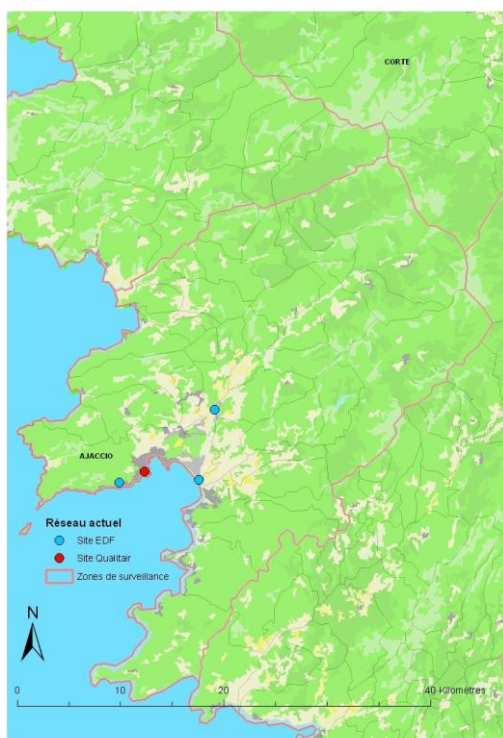 CORTE
AJACCIO
Réseau actuel
Site EDF
Site Qualitair
Zones de surveillance
N
0 10 20 40 Kilomètres